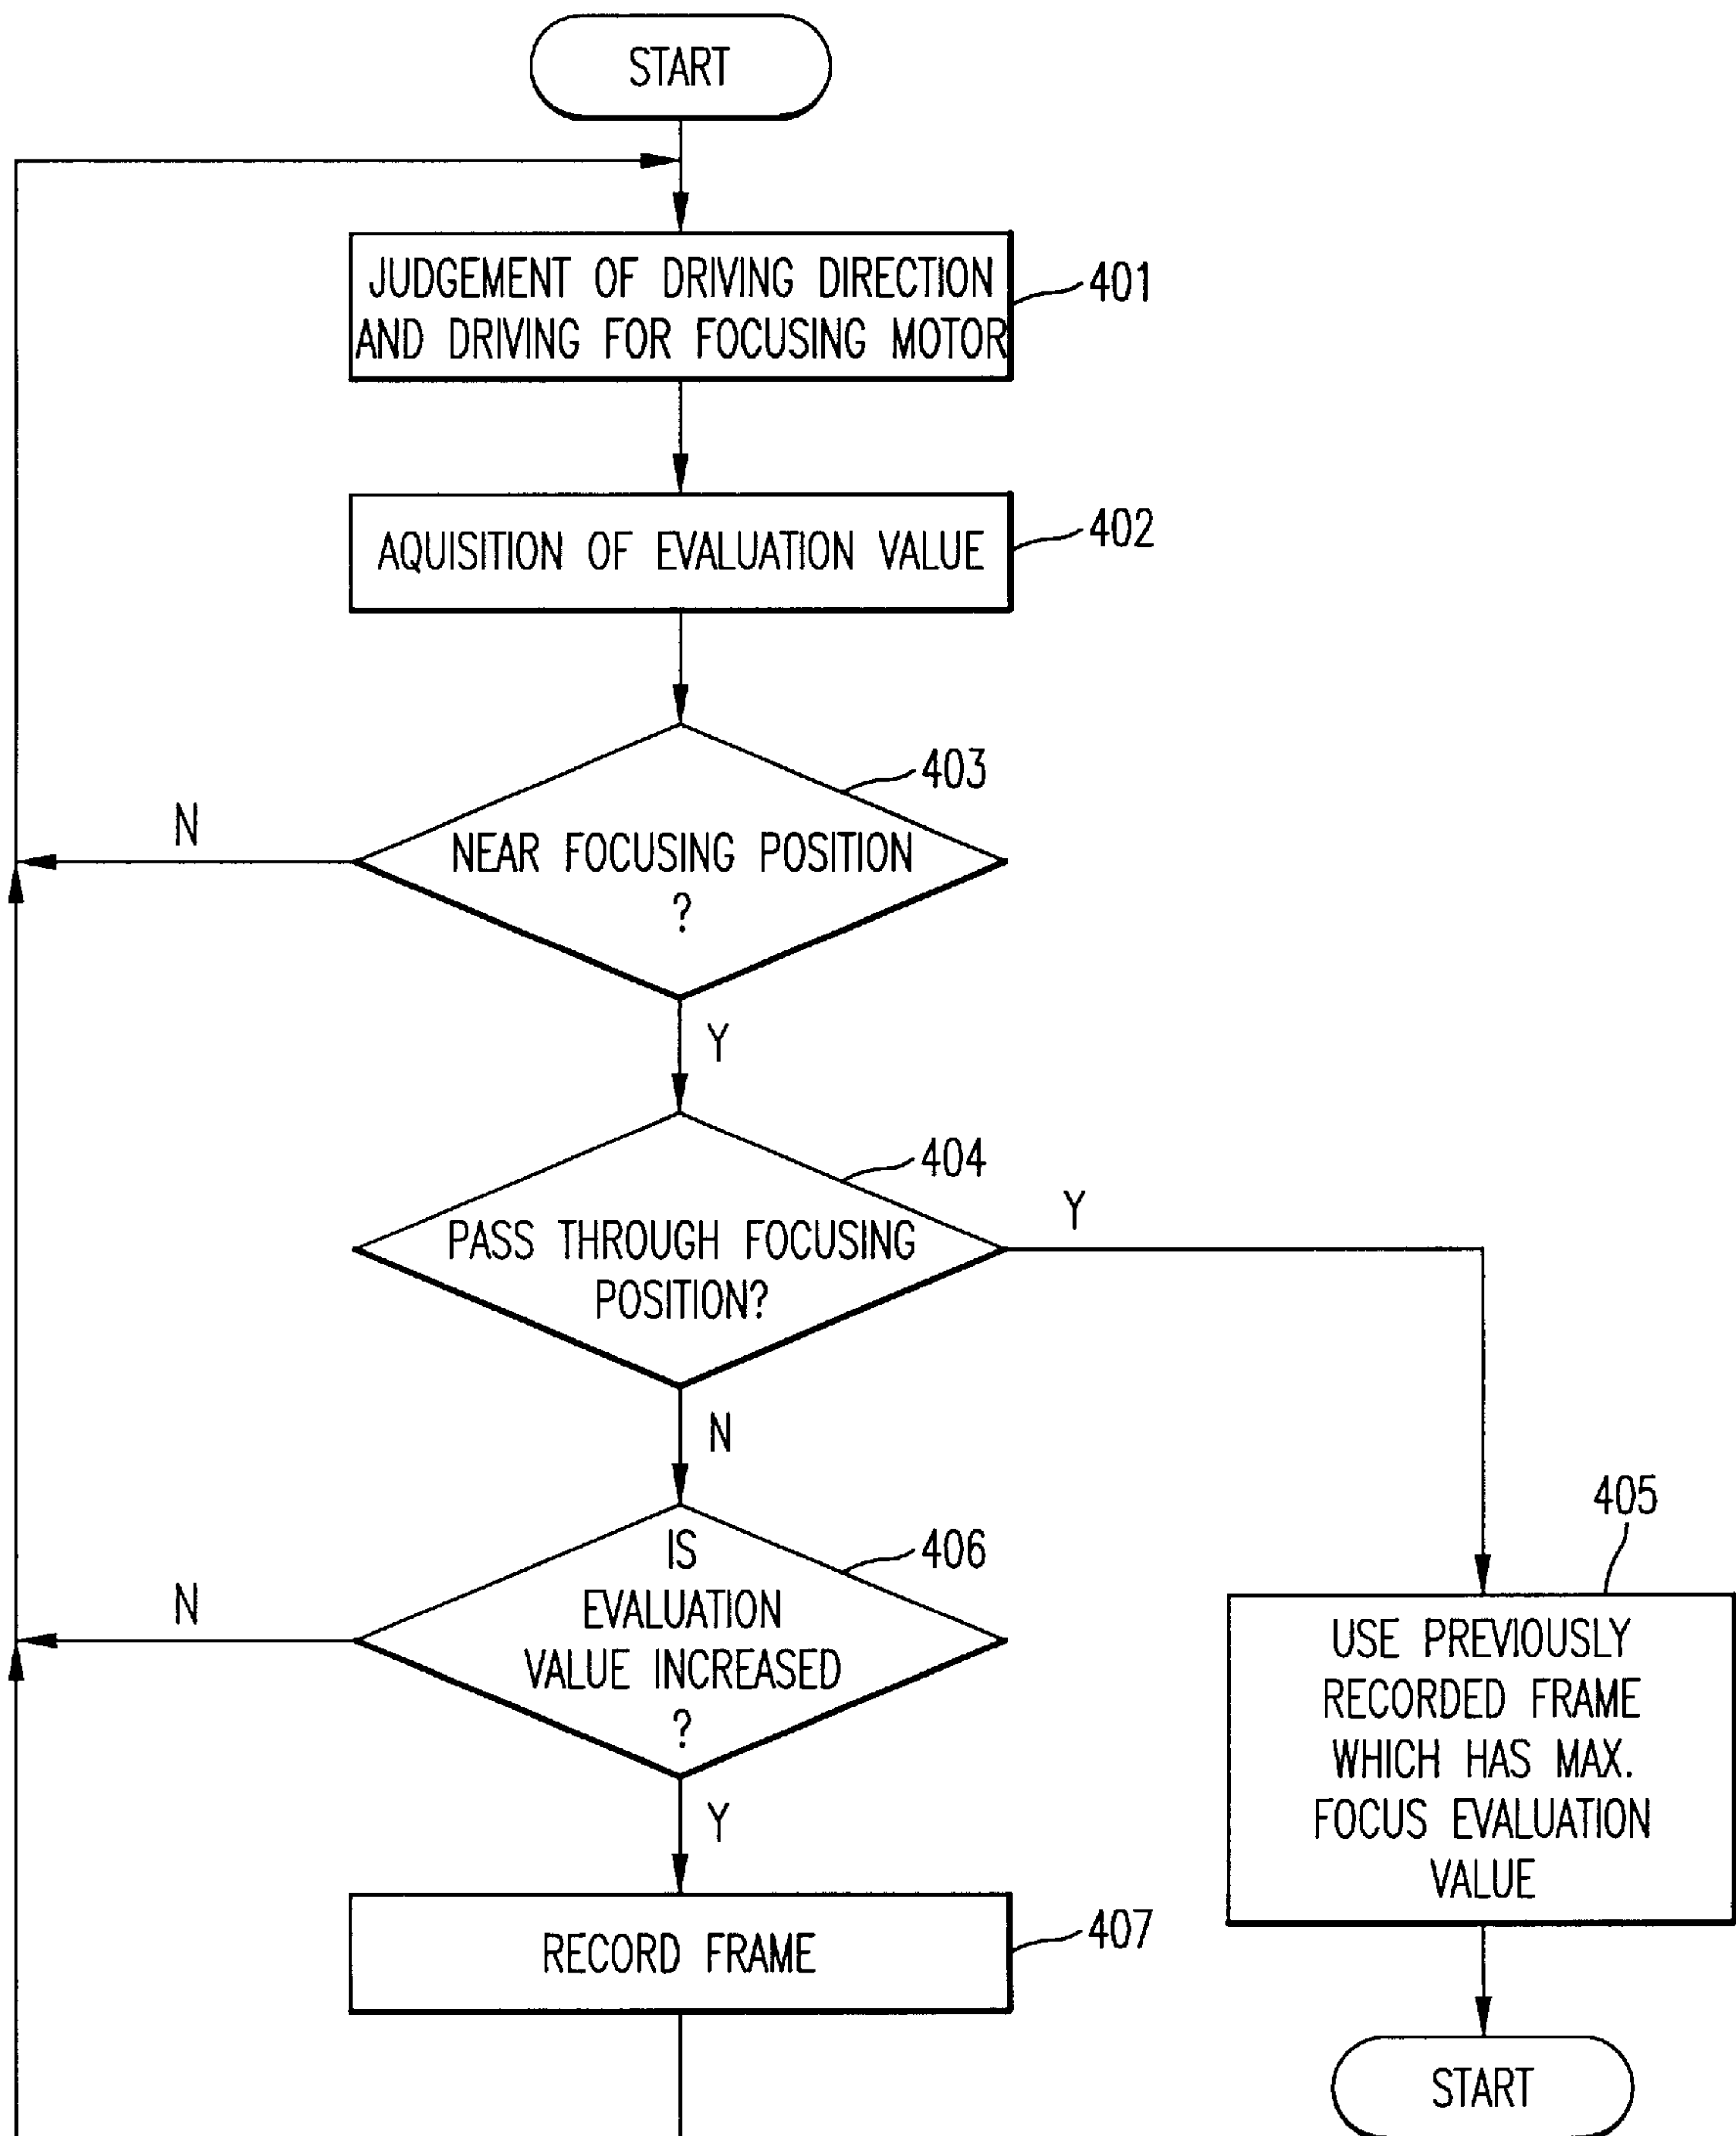 START
JUDGEMENT OF DRIVING DIRECTION
AND DRIVING FOR FOCUSING MOTOR
401
AQUISITION OF EVALUATION VALUE
402
403
NEAR FOCUSING POSITION
?
N
Y
404
PASS THROUGH FOCUSING
POSITION?
Y
N
406
IS
EVALUATION
VALUE INCREASED
?
N
Y
405
USE PREVIOUSLY
RECORDED FRAME
WHICH HAS MAX.
FOCUS EVALUATION
VALUE
RECORD FRAME
407
START